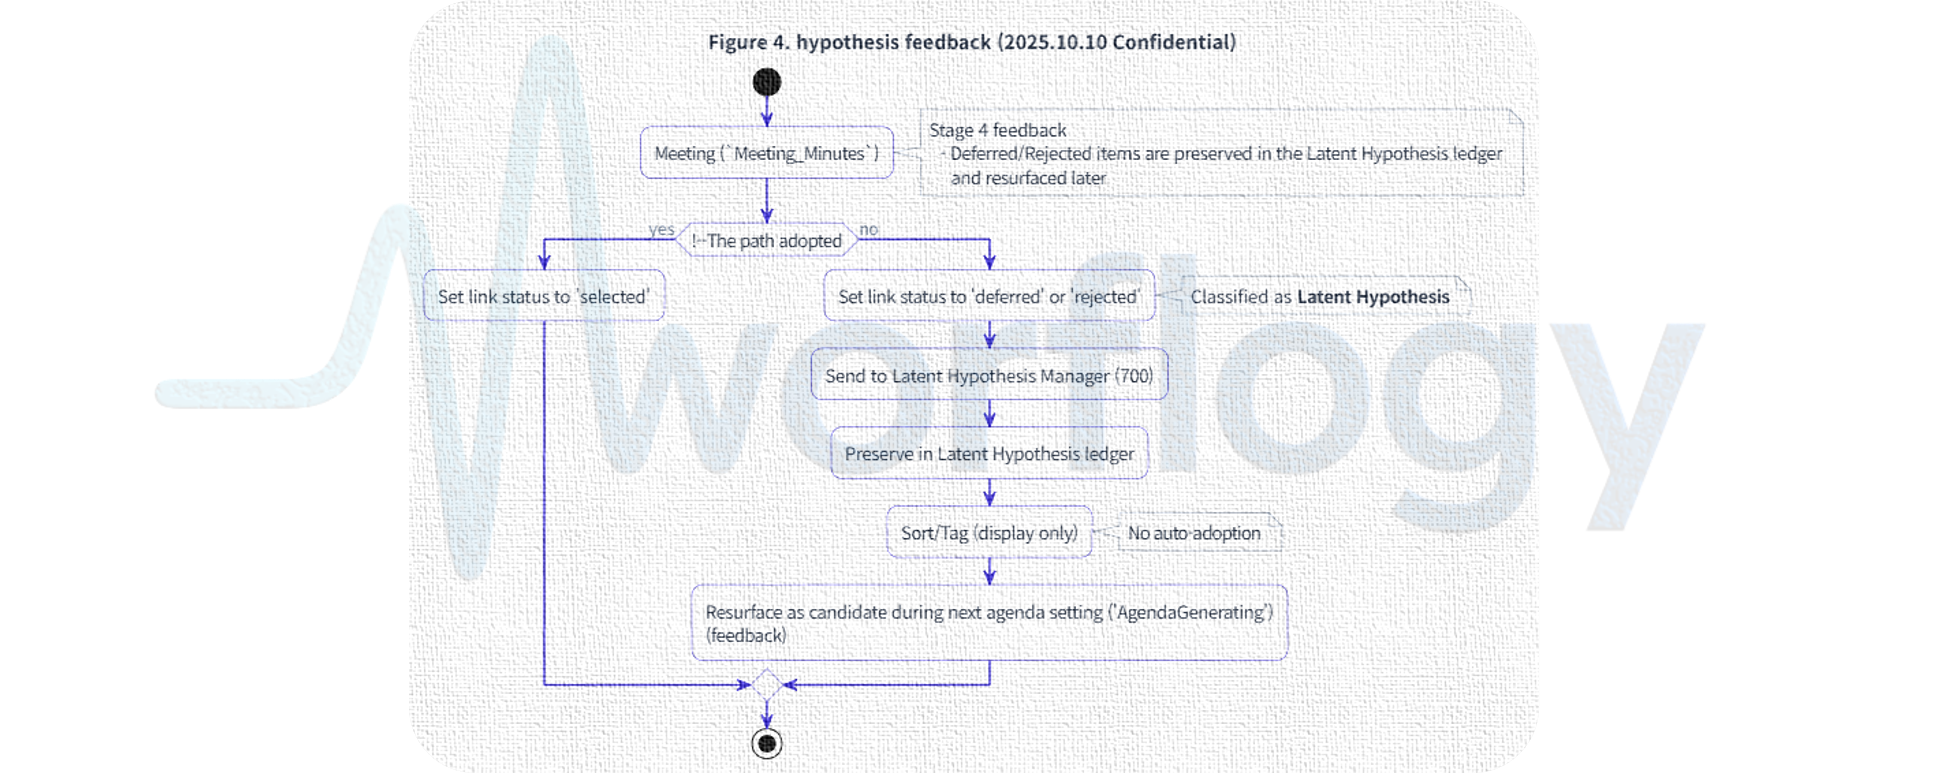 Figure 4. hypothesis feedback (2025.10.10 Confidential)
Meeting (`Meeting_Minutes`)
Stage 4 feedback
- Deferred/Rejected items are preserved in the Latent Hypothesis ledger
and resurfaced later
yes
!--The path adopted
no
Set link status to 'selected'
Set link status to 'deferred' or 'rejected'
Classified as Latent Hypothesis
Send to Latent Hypothesis Manager (700)
worflogy
Preserve in Latent Hypothesis ledger
Sort/Tag (display only)
No auto-adoption
Resurface as candidate during next agenda setting ('AgendaGenerating')
(feedback)